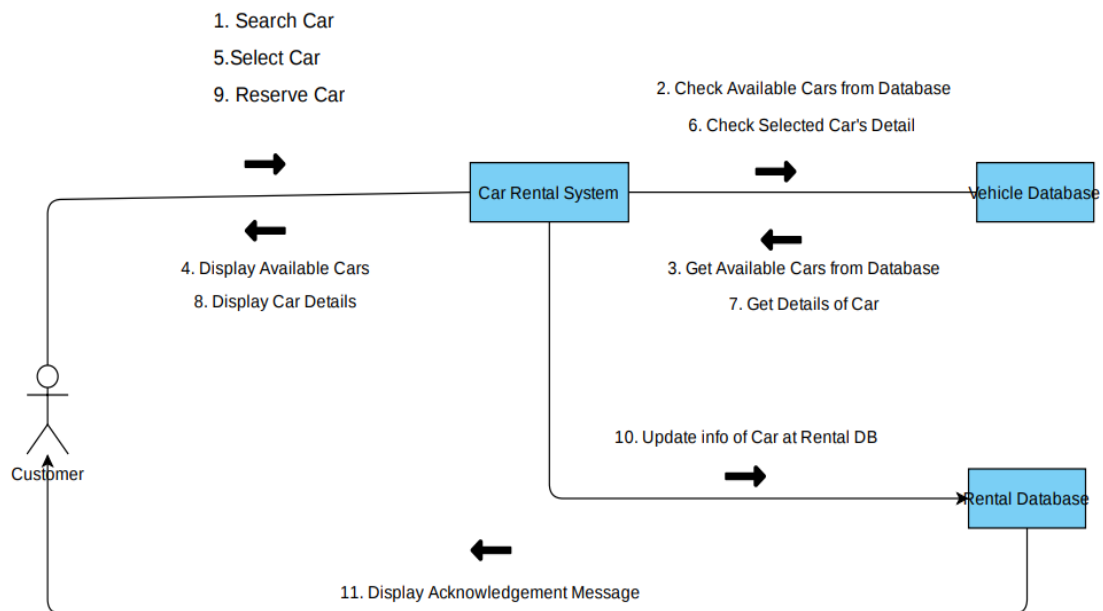 1. Search Car
5.Select Car
9. Reserve Car
2. Check Available Cars from Database
6. Check Selected Car's Detail
Car Rental System
Vehicle Database
4. Display Available Cars
8. Display Car Details
3. Get Available Cars from Database
7. Get Details of Car
10. Update info of Car at Rental DB
Customer
Rental Database
11. Display Acknowledgement Message